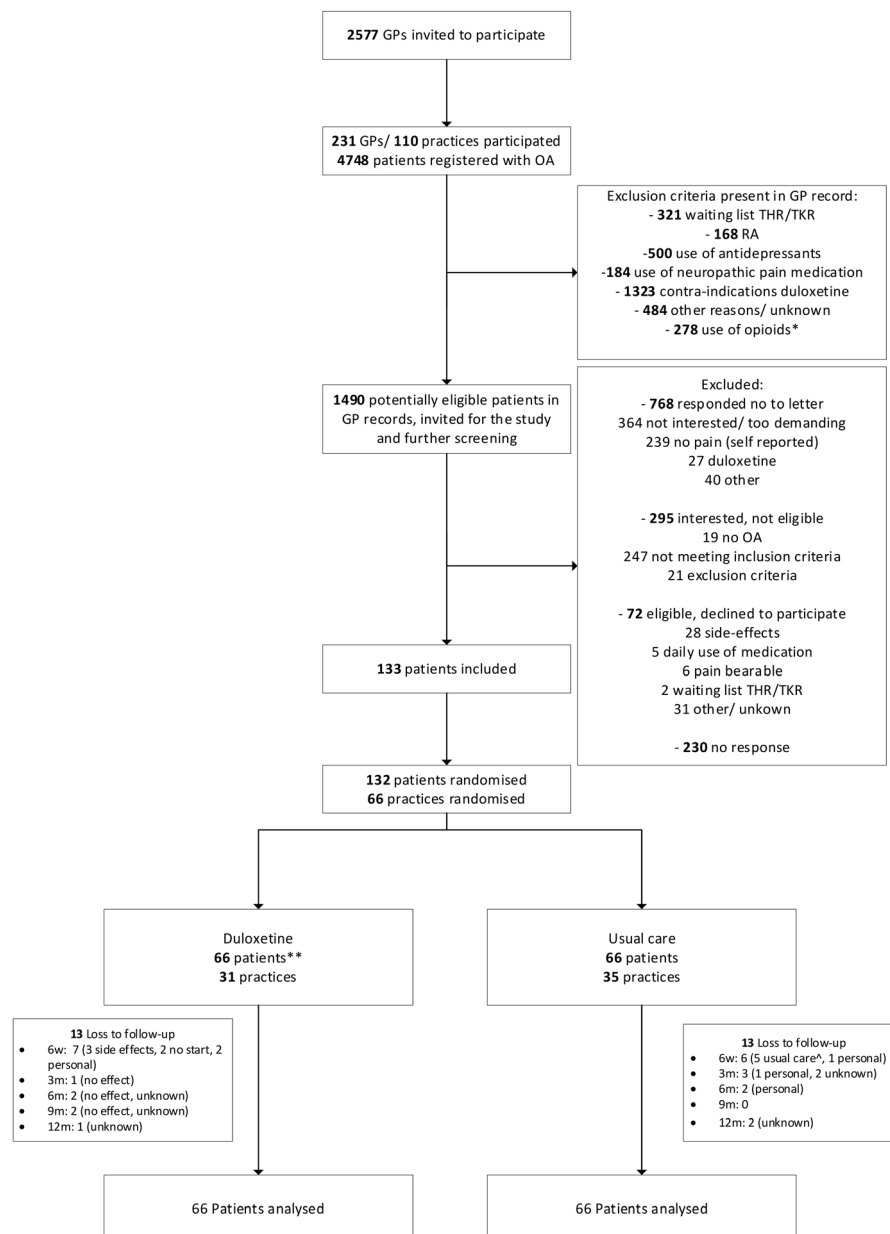 2577 GPs invited to participate
231 GPs/ 110 practices participated
4748 patients registered with OA
Exclusion criteria present in GP record:
- 321 waiting list THR/TKR
- 168 RA
-500 use of antidepressants
-184 use of neuropathic pain medication
- 1323 contra-indications duloxetine
- 484 other reasons/ unknown
- 278 use of opioids*
1490 potentially eligible patients in
GP records, invited for the study
and further screening
Excluded:
- 768 responded no to letter
364 not interested/ too demanding
239 no pain (self reported)
27 duloxetine
40 other
- 295 interested, not eligible
19 no OA
247 not meeting inclusion criteria
21 exclusion criteria
- 72 eligible, declined to participate
28 side-effects
5 daily use of medication
6 pain bearable
2 waiting list THR/TKR
31 other/ unkown
- 230 no response
133 patients included
132 patients randomised
66 practices randomised
Duloxetine
66 patients**
31 practices
Usual care
66 patients
35 practices
13 Loss to follow-up
• 6w: 7 (3 side effects, 2 no start, 2
personal)
• 3m: 1 (no effect)
• 6m: 2 (no effect, unknown)
• 9m: 2 (no effect, unknown)
• 12m: 1 (unknown)
13 Loss to follow-up
• 6w: 6 (5 usual care^, 1 personal)
• 3m: 3 (1 personal, 2 unknown)
• 6m: 2 (personal)
• 9m: 0
• 12m: 2 (unknown)
66 Patients analysed
66 Patients analysed